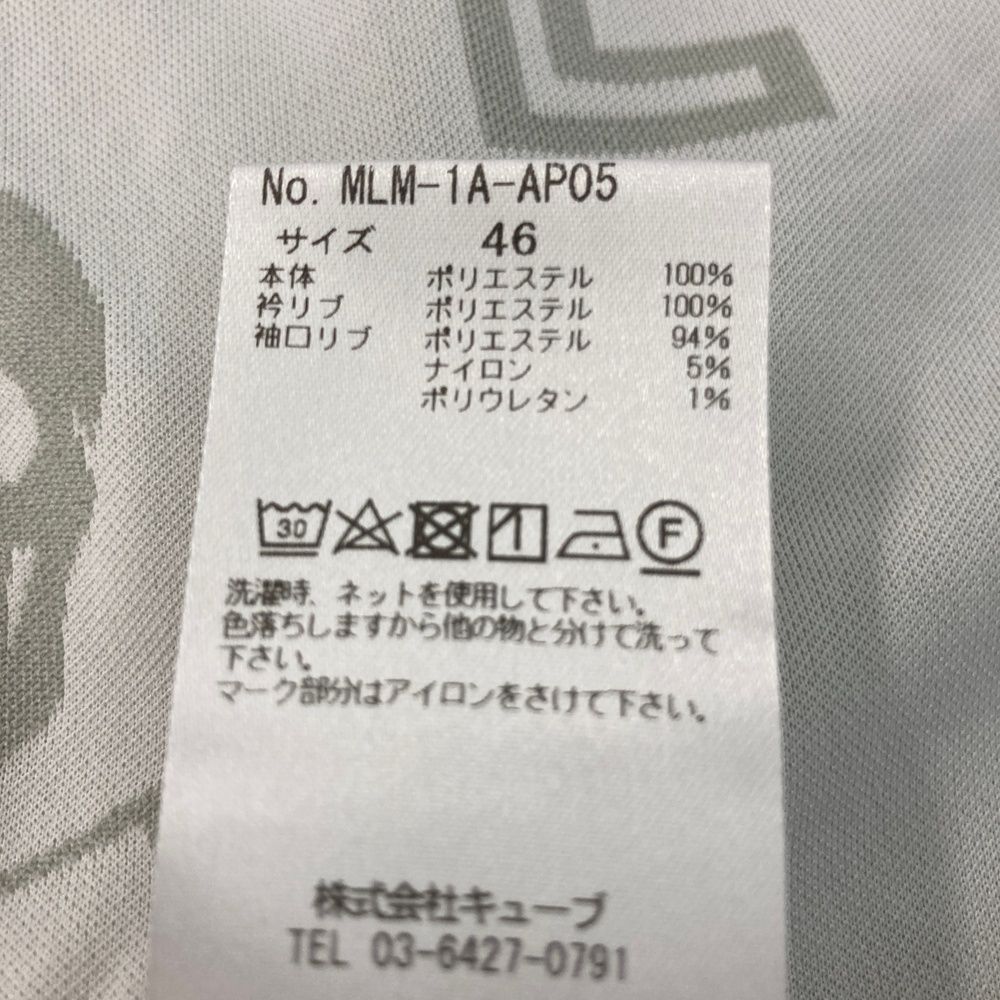 L
No. MLM-1A-AP05
サイズ 46
本体 ポリエステル 100%
衿リブ ポリエステル 100%
袖口リブ ポリエステル 94%
ナイロン 5%
ポリウレタン 1%
30 F
洗濯時、ネットを使用して下さい。
色落ちしますから他の物と分けて洗って
下さい。
マーク部分はアイロンをさけて下さい。
株式会社キューブ
TEL 03-6427-0791